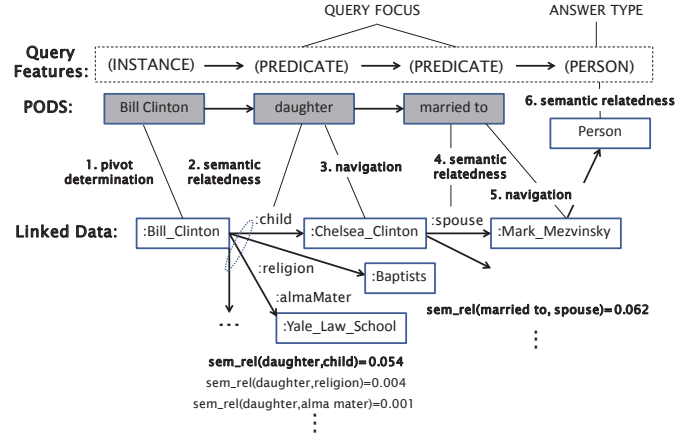 QUERY FOCUS
ANSWER TYPE
Query
Features:
(INSTANCE)
(PREDICATE)
(PREDICATE)
(PERSON)
PODS:
Bill Clinton
daughter
married to
6. semantic relatedness
Person
1. pivot
determination
2. semantic
relatedness
3. navigation
4. semantic
relatedness
5. navigation
Linked Data:
:Bill_Clinton
:child
:Chelsea_Clinton
:spouse
:Mark_Mezvinsky
:religion
:Baptists
:almaMater
...
:Yale_Law_School
sem_rel(married to, spouse)=0.062
sem_rel(daughter,child)=0.054
sem_rel(daughter,religion)=0.004
sem_rel(daughter,alma mater)=0.001